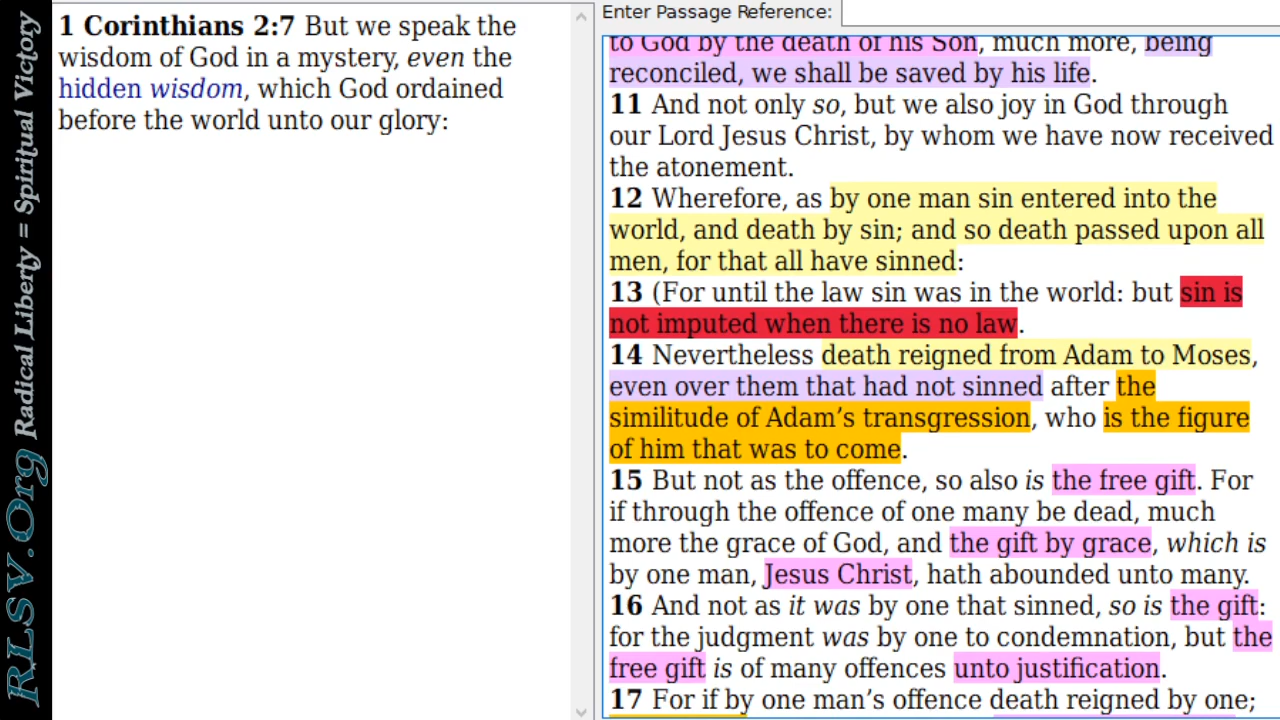 RLSV.Org Radical Liberty = Spiritual Victory
1 Corinthians 2:7 But we speak the
wisdom of God in a mystery, even the
hidden wisdom, which God ordained
before the world unto our glory:
Enter Passage Reference:
to God by the death of his Son, much more, being
reconciled, we shall be saved by his life.
11 And not only so, but we also joy in God through
our Lord Jesus Christ, by whom we have now received
the atonement.
12 Wherefore, as by one man sin entered into the
world, and death by sin; and so death passed upon all
men, for that all have sinned:
13 (For until the law sin was in the world: but sin is
not imputed when there is no law.
14 Nevertheless death reigned from Adam to Moses,
even over them that had not sinned after the
similitude of Adam’s transgression, who is the figure
of him that was to come.
15 But not as the offence, so also is the free gift. For
if through the offence of one many be dead, much
more the grace of God, and the gift by grace, which is
by one man, Jesus Christ, hath abounded unto many.
16 And not as it was by one that sinned, so is the gift:
for the judgment was by one to condemnation, but the
free gift is of many offences unto justification.
17 For if by one man’s offence death reigned by one;